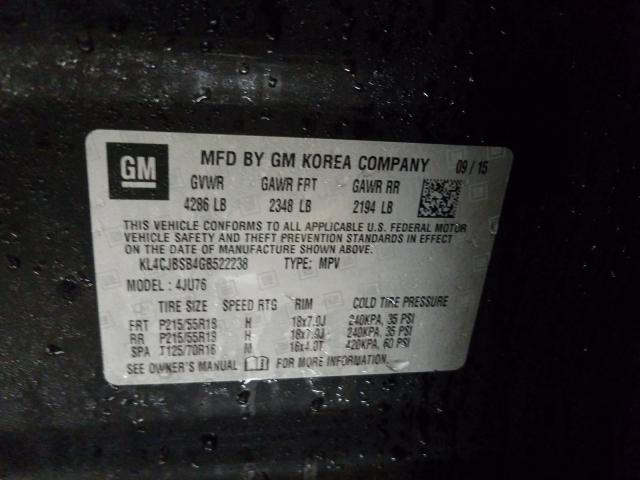 GM MFD BY GM KOREA COMPANY 09/15
GVWR GAWR FRT GAWR RR
4286 LB 2348 LB 2194 LB
THIS VEHICLE CONFORMS TO ALL APPLICABLE U.S. FEDERAL MOTOR
VEHICLE SAFETY AND THEFT PREVENTION STANDARDS IN EFFECT
ON THE DATE OF MANUFACTURE SHOWN ABOVE.
KL4CJBSB4GB522238 TYPE: MPV
MODEL: 4JU76
TIRE SIZE SPEED RTG RIM COLD TIRE PRESSURE
FRT P215/55R18 H 18x7.0J 240KPA, 35 PSI
RR P215/55R18 H 18x7.0J 240KPA, 35 PSI
SPA T125/70R16 M 16x4.0T 420KPA, 60 PSI
SEE OWNER'S MANUAL FOR MORE INFORMATION.